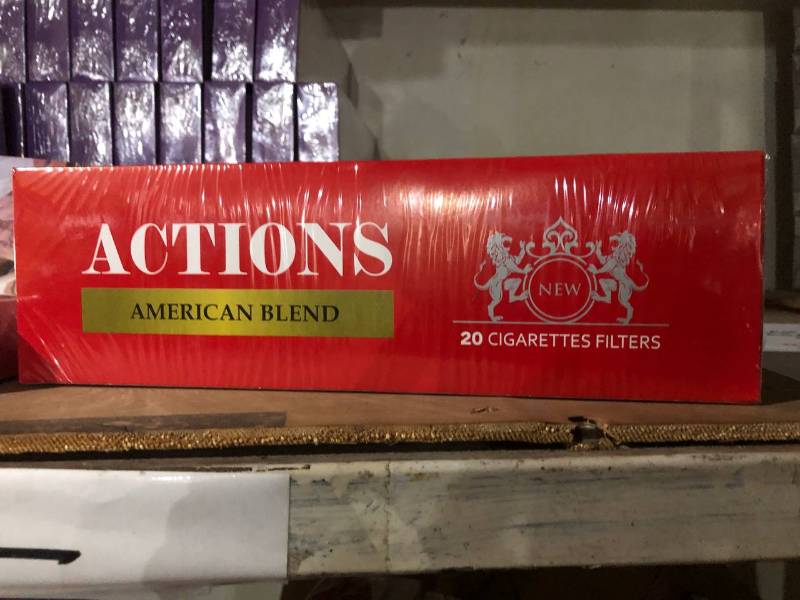 ACTIONS
AMERICAN BLEND
NEW
20 CIGARETTES FILTERS